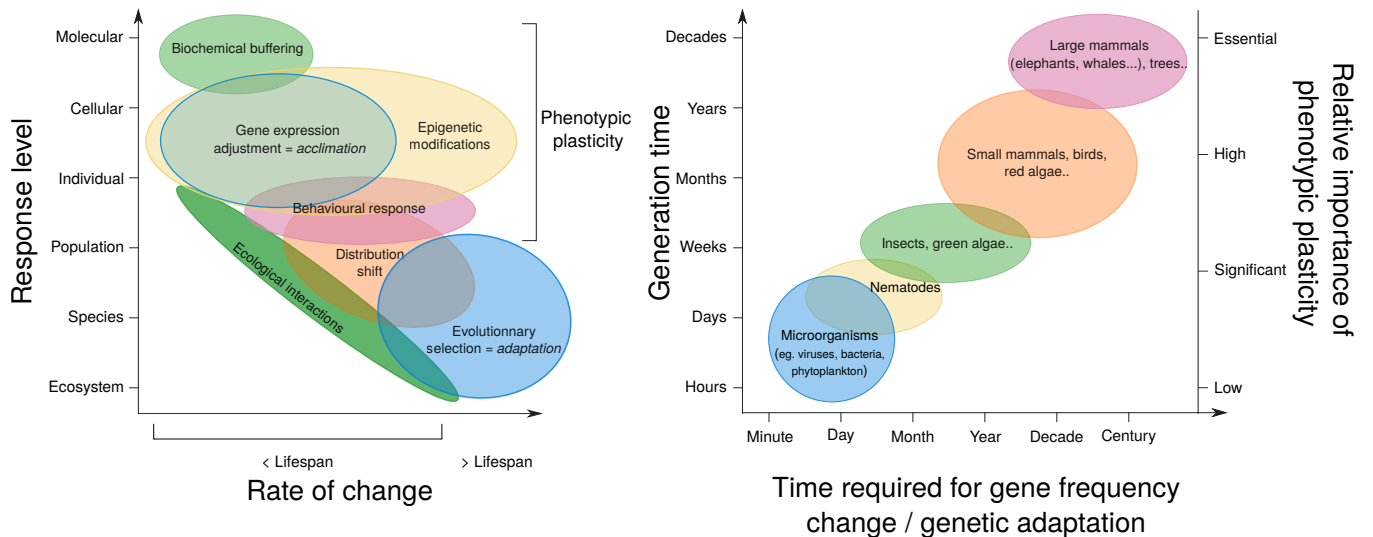 Response level
Molecular
Cellular
Individual
Population
Species
Ecosystem
Biochemical buffering
Gene expression
adjustment = acclimation
Epigenetic
modifications
Behavioural response
Distribution
shift
Ecological interactions
Evolutionnary
selection = adaptation
Phenotypic
plasticity
< Lifespan
> Lifespan
Rate of change
Generation time
Decades
Years
Months
Weeks
Days
Hours
Large mammals
(elephants, whales...), trees..
Small mammals, birds,
red algae..
Insects, green algae..
Nematodes
Microorganisms
(eg. viruses, bacteria,
phytoplankton)
Minute
Day
Month
Year
Decade
Century
Time required for gene frequency
change / genetic adaptation
Essential
High
Significant
Low
Relative importance of
phenotypic plasticity